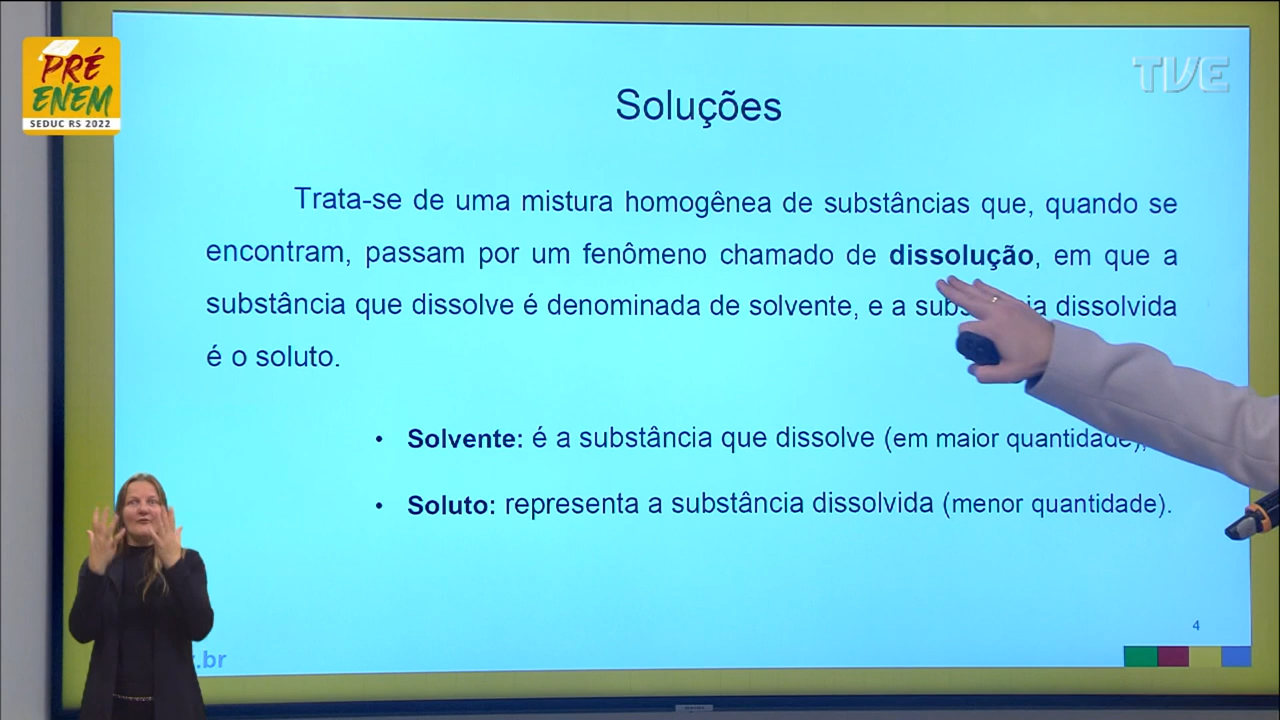 PRÉ
ENEM
SEDUC RS 2022
TVE
Soluções
Trata-se de uma mistura homogênea de substâncias que, quando se
encontram, passam por um fenômeno chamado de dissolução, em que a
substância que dissolve é denominada de solvente, e a dissolvida
é o soluto.
• Solvente: é a substância que dissolve (em maior quantidade),
• Soluto: representa a substância dissolvida (menor quantidade).
4
.br